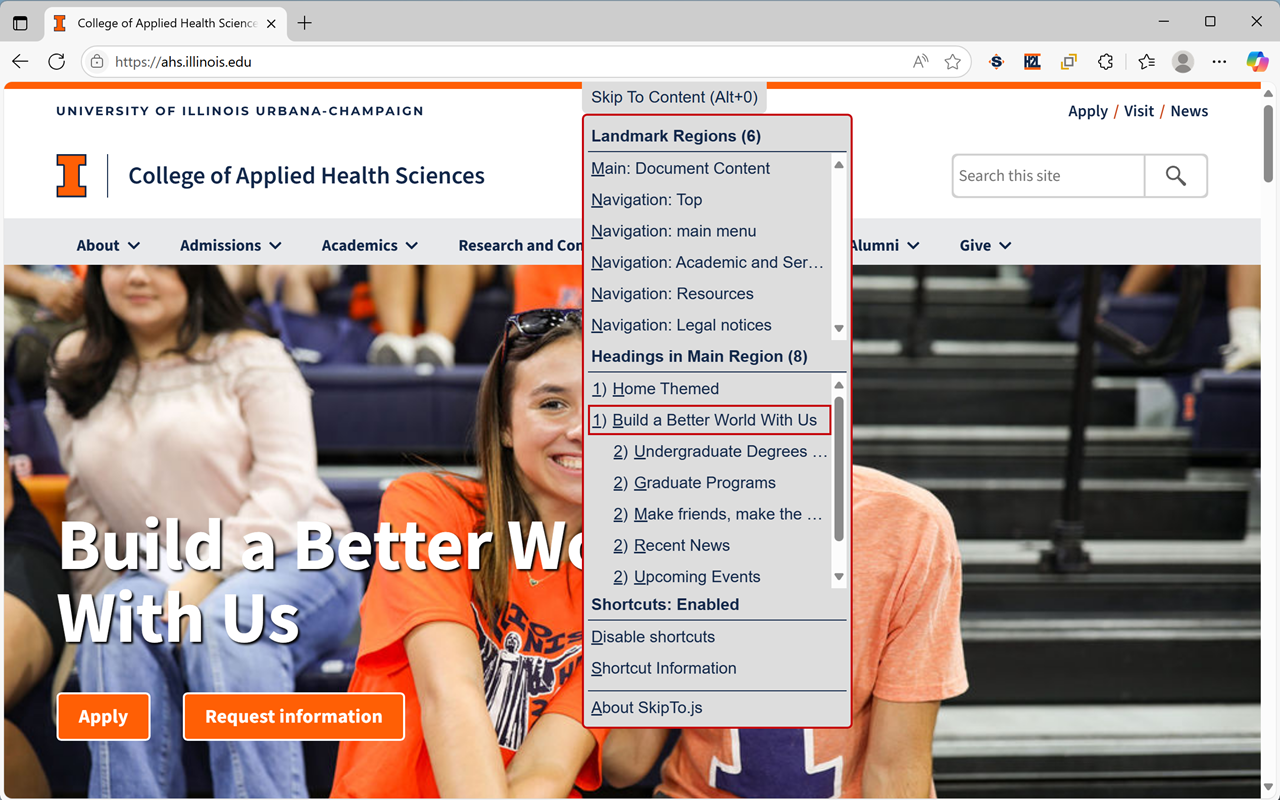 College of Applied Health Science
https://ahs.illinois.edu
Skip To Content (Alt+0)
UNIVERSITY OF ILLINOIS URBANA-CHAMPAIGN
Apply / Visit / News
College of Applied Health Sciences
Search this site
About
Admissions
Academics
Research and Con
Alumni
Give
Landmark Regions (6)
Main: Document Content
Navigation: Top
Navigation: main menu
Navigation: Academic and Ser…
Navigation: Resources
Navigation: Legal notices
Headings in Main Region (8)
1) Home Themed
1) Build a Better World With Us
2) Undergraduate Degrees …
2) Graduate Programs
2) Make friends, make the …
2) Recent News
2) Upcoming Events
Shortcuts: Enabled
Disable shortcuts
Shortcut Information
About SkipTo.js
Build a Better Wo
With Us
Apply
Request information